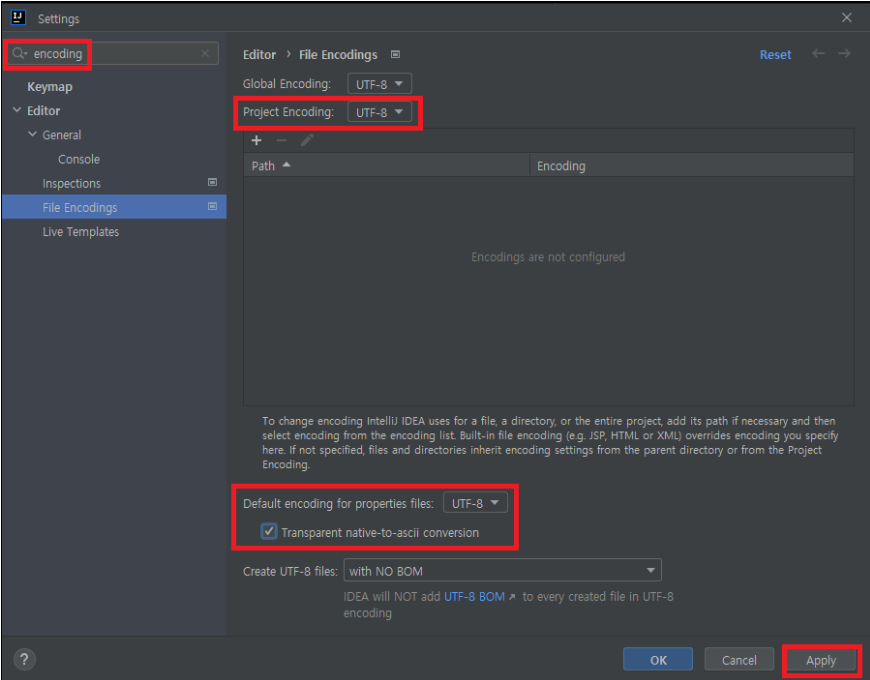 IJ
Settings
encoding
Editor › File Encodings
Reset
Keymap
Editor
General
Console
Inspections
File Encodings
Live Templates
Global Encoding: UTF-8
Project Encoding: UTF-8
Path
Encoding
Encodings are not configured
To change encoding IntelliJ IDEA uses for a file, a directory, or the entire project, add its path if necessary and then
select encoding from the encoding list. Built-in file encoding (e.g. JSP, HTML or XML) overrides encoding you specify
here. If not specified, files and directories inherit encoding settings from the parent directory or from the Project
Encoding.
Default encoding for properties files: UTF-8
Transparent native-to-ascii conversion
Create UTF-8 files: with NO BOM
IDEA will NOT add UTF-8 BOM ↗ to every created file in UTF-8
encoding
?
OK
Cancel
Apply